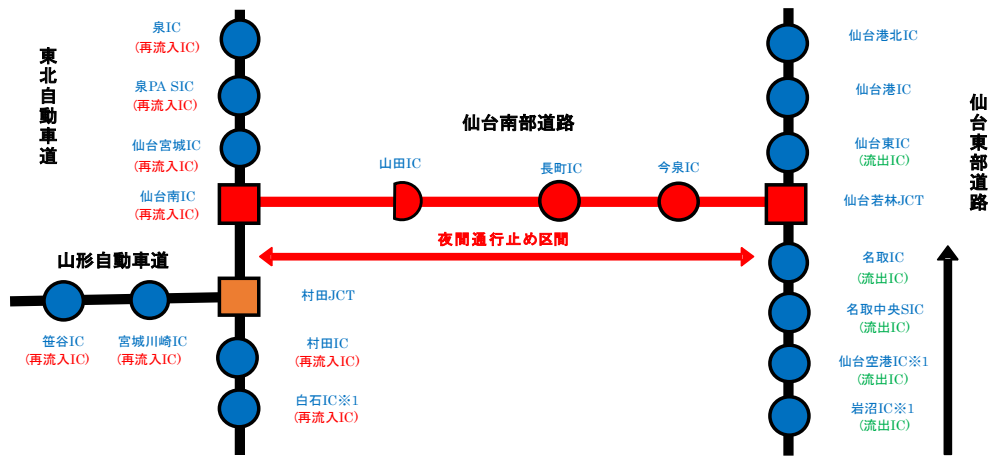 東北自動車道
泉IC
(再流入IC)
泉PA SIC
(再流入IC)
仙台宮城IC
(再流入IC)
仙台南IC
(再流入IC)
山形自動車道
笹谷IC
(再流入IC)
宮城川崎IC
(再流入IC)
村田JCT
村田IC
(再流入IC)
白石IC※1
(再流入IC)
仙台南部道路
山田IC
長町IC
今泉IC
夜間通行止め区間
仙台港北IC
仙台港IC
仙台東IC
(流出IC)
仙台若林JCT
名取IC
(流出IC)
名取中央SIC
(流出IC)
仙台空港IC※1
(流出IC)
岩沼IC※1
(流出IC)
仙台東部道路